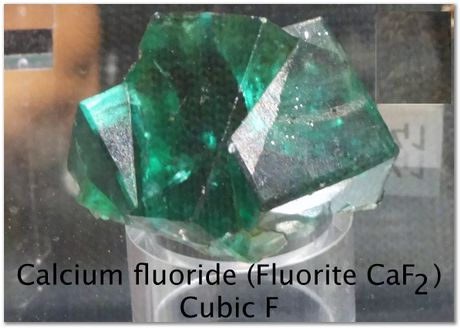 Calcium fluoride (Fluorite CaF₂)
Cubic F